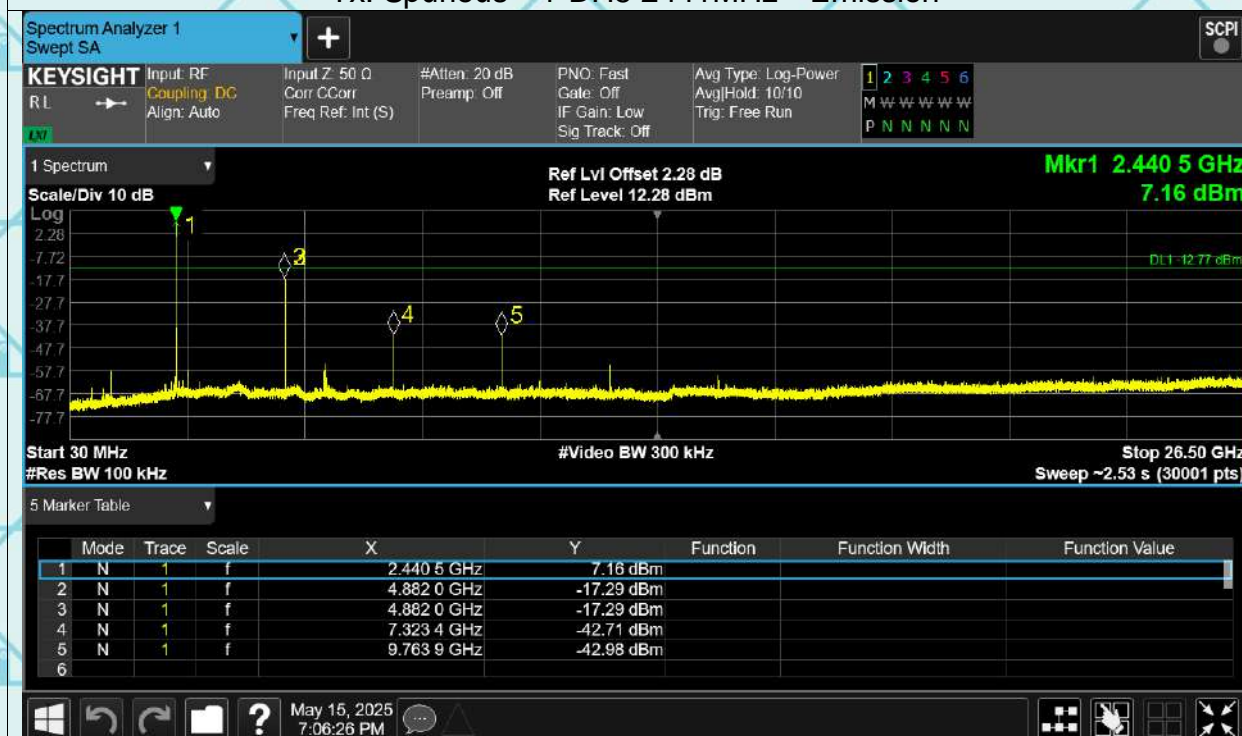 Spectrum Analyzer 1
Swept SA
+
SCPI
KEYSIGHT
RL
LXI
Input: RF
Coupling: DC
Align: Auto
Input Z: 50 Ω
Corr CCorr
Freq Ref: Int (S)
#Atten: 20 dB
Preamp: Off
PNO: Fast
Gate: Off
IF Gain: Low
Sig Track: Off
Avg Type: Log-Power
Avg|Hold: 10/10
Trig: Free Run
1 2 3 4 5 6
M W W W W W
P N N N N N
1 Spectrum
Scale/Div 10 dB
Ref Lvl Offset 2.28 dB
Ref Level 12.28 dBm
Mkr1 2.440 5 GHz
7.16 dBm
Log
2.28
-7.72
-17.7
-27.7
-37.7
-47.7
-57.7
-67.7
-77.7
1
3
4
5
DL1 -12.77 dBm
Start 30 MHz
#Video BW 300 kHz
Stop 26.50 GHz
#Res BW 100 kHz
Sweep ~2.53 s (30001 pts)
5 Marker Table
Mode Trace Scale X Y Function Function Width Function Value
1 N 1 f 2.440 5 GHz 7.16 dBm
2 N 1 f 4.882 0 GHz -17.29 dBm
3 N 1 f 4.882 0 GHz -17.29 dBm
4 N 1 f 7.323 4 GHz -42.71 dBm
5 N 1 f 9.763 9 GHz -42.98 dBm
6
?
May 15, 2025
7:06:26 PM